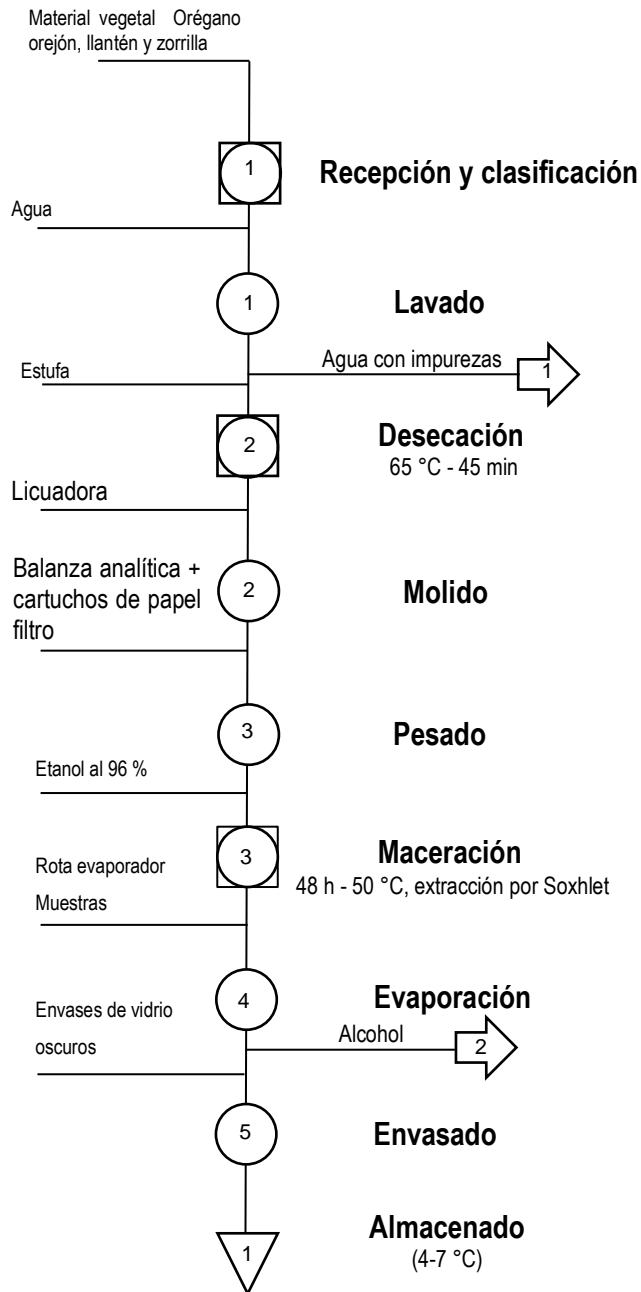 Material vegetal Orégano
orejón, llantén y zorrilla
1
Recepción y clasificación
Agua
1
Lavado
Agua con impurezas
1
Estufa
2
Desecación
65 °C - 45 min
Licuadora
Balanza analítica +
cartuchos de papel
filtro
2
Molido
3
Pesado
Etanol al 96 %
3
Maceración
48 h - 50 °C, extracción por Soxhlet
Rota evaporador
Muestras
4
Evaporación
Envases de vidrio
oscuros
Alcohol
2
5
Envasado
1
Almacenado
(4-7 °C)